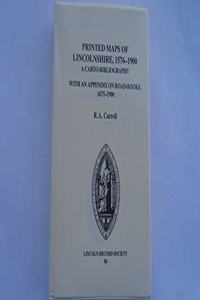 PRINTED MAPS OF
LINCOLNSHIRE, 1576-1900
A CARTO-BIBLIOGRAPHY
WITH AN APPENDIX ON ROAD-BOOKS,
1675-1900
R.A. Carroll
LINCOLN RECORD SOCIETY
84